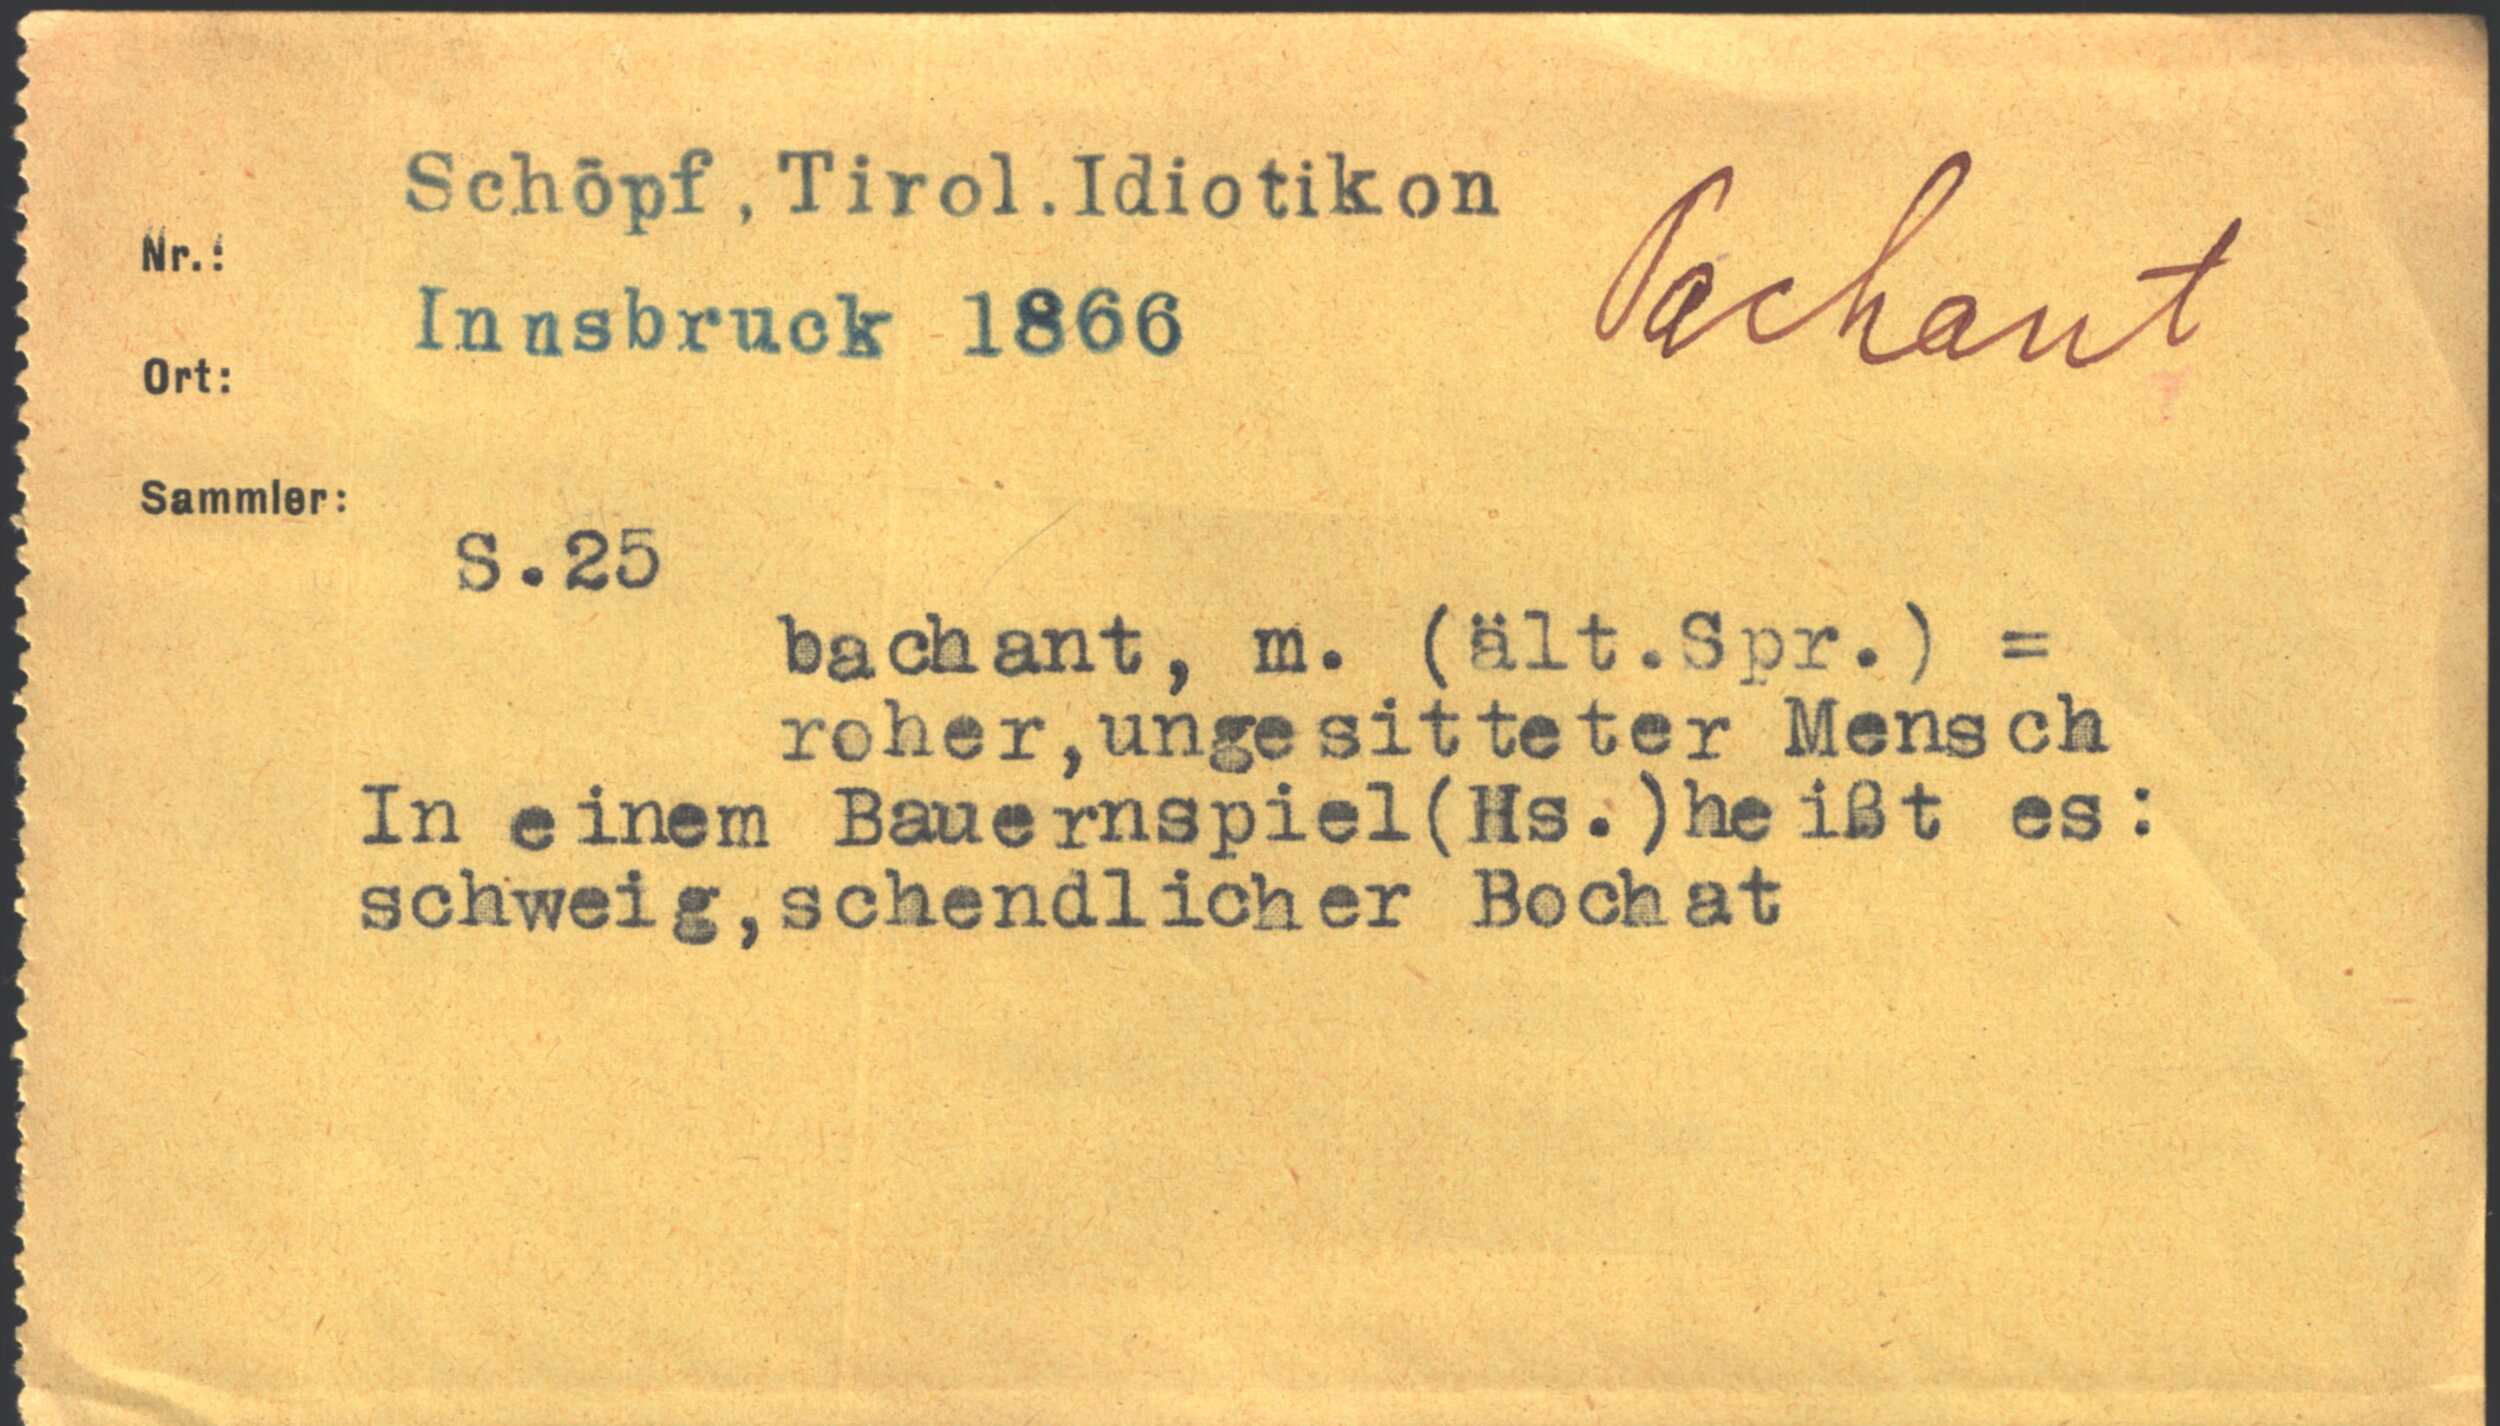 Schöpf,Tirol.Idiotikon
Pachant
Nr.:
Innsbruck 1866
Ort:
Sammler:
S.25
bachant, m. (ält.Spr.) =
roher,ungesitteter Mensch
In einem Bauernspiel(Hs.)heißt es:
schweig,schendlicher Bochat